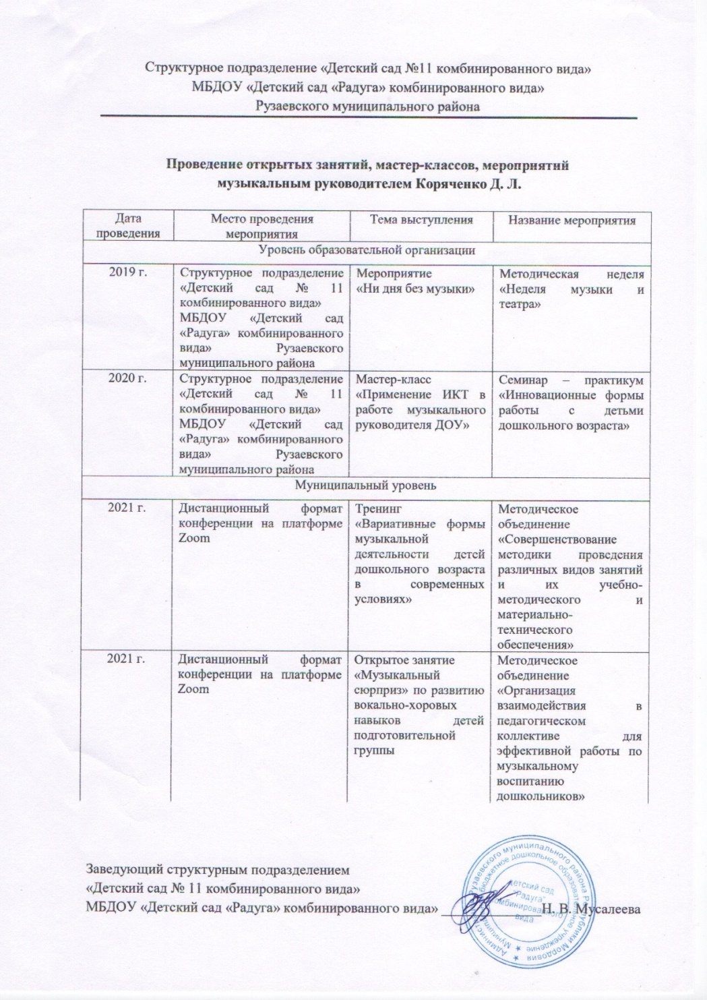 Структурное подразделение «Детский сад №11 комбинированного вида»
МБДОУ «Детский сад «Радуга» комбинированного вида»
Рузаевского муниципального района
Проведение открытых занятий, мастер-классов, мероприятий
музыкальным руководителем Коряченко Д. Л.
Дата
проведения
Место проведения
мероприятия
Тема выступления
Название мероприятия
Уровень образовательной организации
2019 г.
Структурное подразделение
«Детский сад № 11
комбинированного вида»
МБДОУ «Детский сад
«Радуга» комбинированного
вида» Рузаевского
муниципального района
Мероприятие
«Ни дня без музыки»
Методическая неделя
«Неделя музыки и
театра»
2020 г.
Структурное подразделение
«Детский сад № 11
комбинированного вида»
МБДОУ «Детский сад
«Радуга» комбинированного
вида» Рузаевского
муниципального района
Мастер-класс
«Применение ИКТ в
работе музыкального
руководителя ДОУ»
Семинар – практикум
«Инновационные формы
работы с детьми
дошкольного возраста»
Муниципальный уровень
2021 г.
Дистанционный формат
конференции на платформе
Zoom
Тренинг
«Вариативные формы
музыкальной
деятельности детей
дошкольного возраста
в современных
условиях»
Методическое
объединение
«Совершенствование
методики проведения
различных видов занятий
и их учебно-
методического и
материально-
технического
обеспечения»
2021 г.
Дистанционный формат
конференции на платформе
Zoom
Открытое занятие
«Музыкальный
сюрприз» по развитию
вокально-хоровых
навыков детей
подготовительной
группы
Методическое
объединение
«Организация
взаимодействия в
педагогическом
коллективе для
эффективной работы по
музыкальному
воспитанию
дошкольников»
Заведующий структурным подразделением
«Детский сад № 11 комбинированного вида»
МБДОУ «Детский сад «Радуга» комбинированного вида» ______________Н. В. Мусалеева
Рузаевского муниципального района Республики Мордовия
бюджетное дошкольное образовательное учреждение
детский сад
"Радуга"
комбинированного
вида